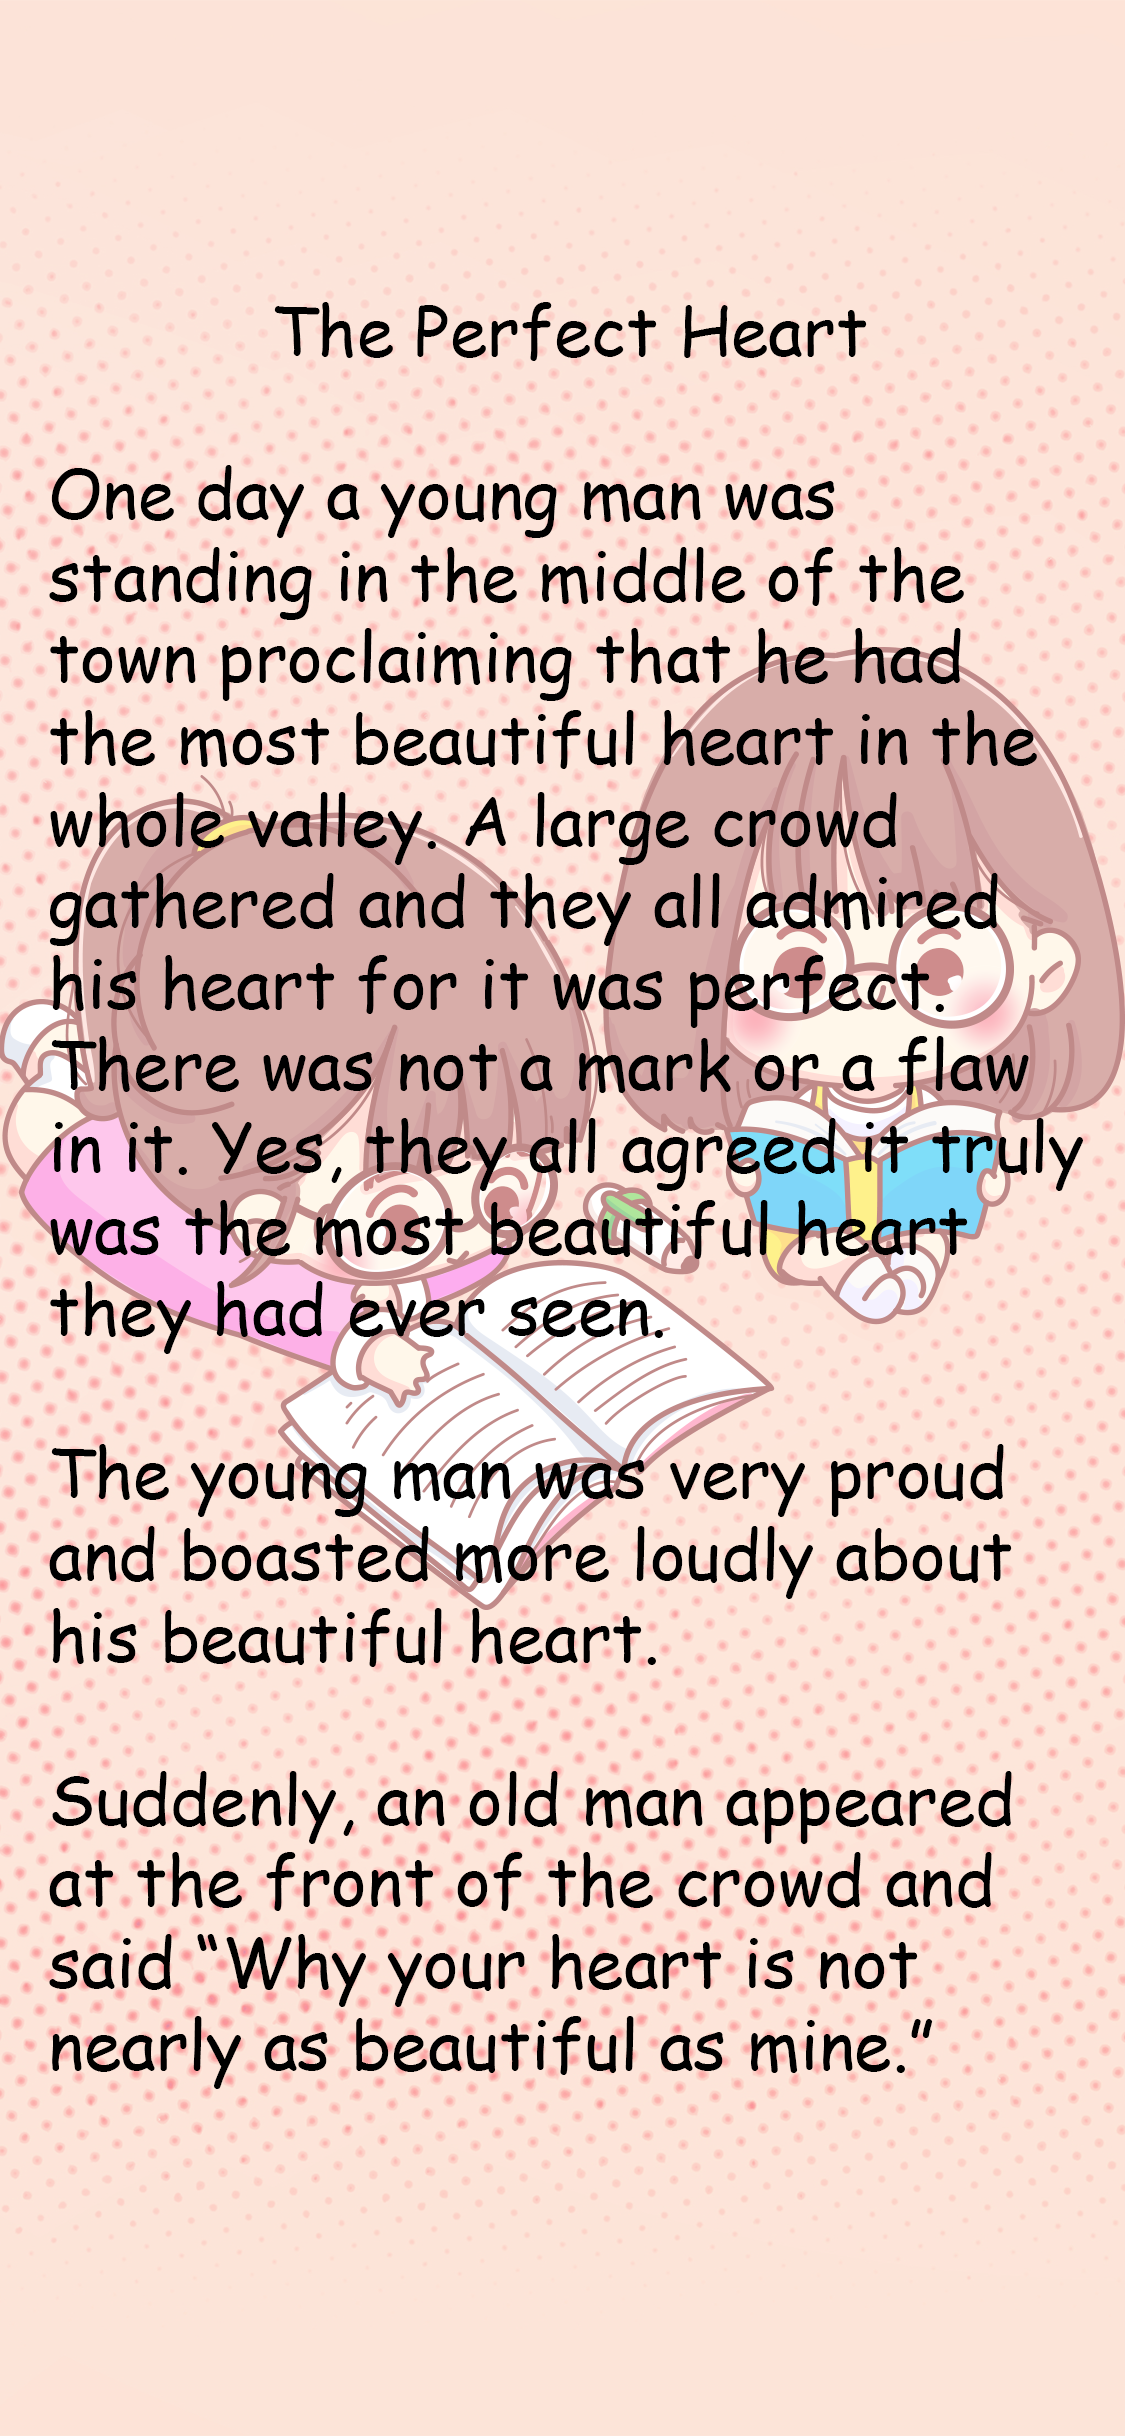 The Perfect Heart
One day a young man was
standing in the middle of the
town proclaiming that he had
the most beautiful heart in the
whole valley. A large crowd
gathered and they all admired
his heart for it was perfect.
There was not a mark or a flaw
in it. Yes, they all agreed it truly
was the most beautiful heart
they had ever seen.
The young man was very proud
and boasted more loudly about
his beautiful heart.
Suddenly, an old man appeared
at the front of the crowd and
said “Why your heart is not
nearly as beautiful as mine.”